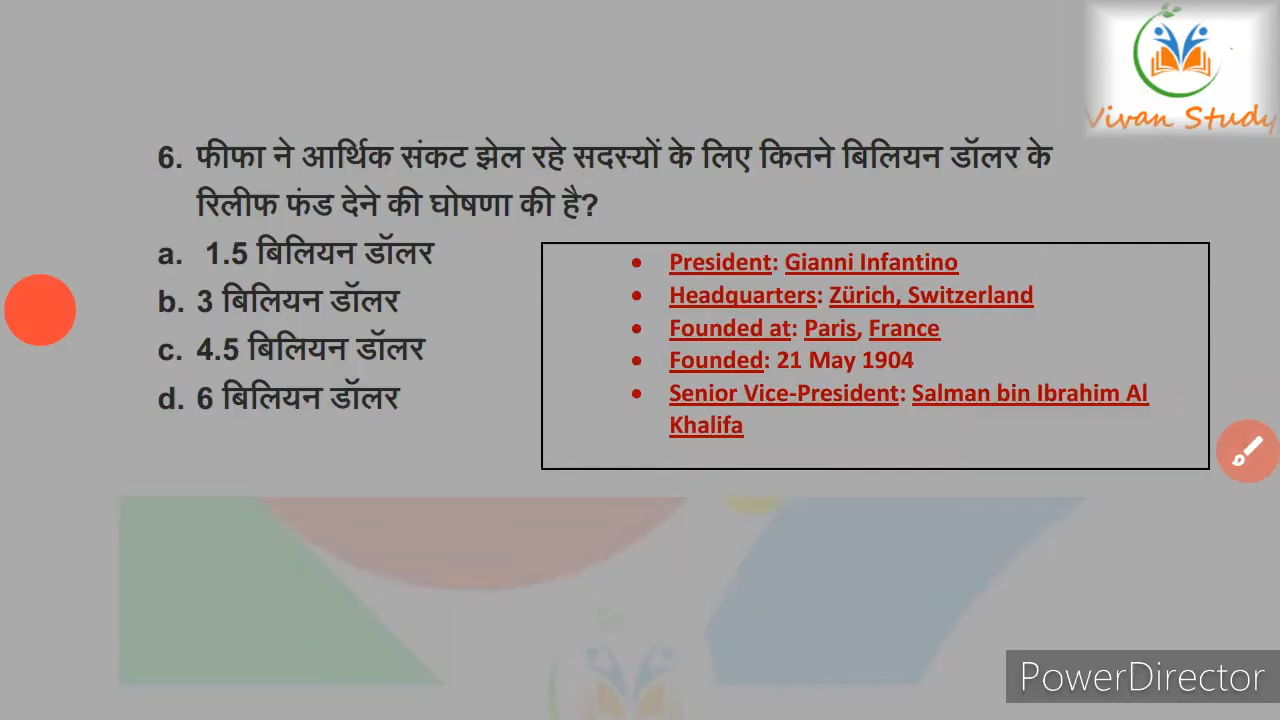 Vivan Study
6. फीफा ने आर्थिक संकट झेल रहे सदस्यों के लिए कितने बिलियन डॉलर के
रिलीफ फंड देने की घोषणा की है?
a. 1.5 बिलियन डॉलर
b. 3 बिलियन डॉलर
c. 4.5 बिलियन डॉलर
d. 6 बिलियन डॉलर
• President: Gianni Infantino
• Headquarters: Zürich, Switzerland
• Founded at: Paris, France
• Founded: 21 May 1904
• Senior Vice-President: Salman bin Ibrahim Al
Khalifa
PowerDirector